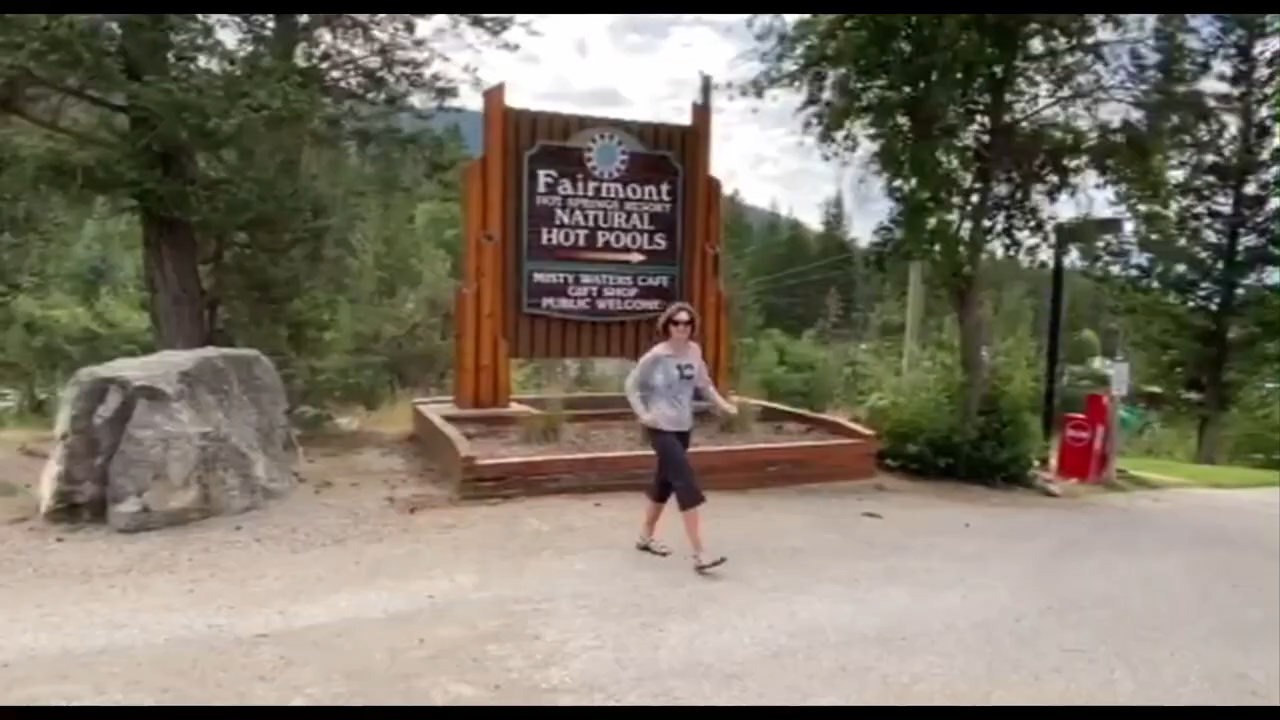 Fairmont
HOT SPRINGS RESORT
NATURAL
HOT POOLS
MISTY WATERS CAFE
GIFT SHOP
PUBLIC WELCOME